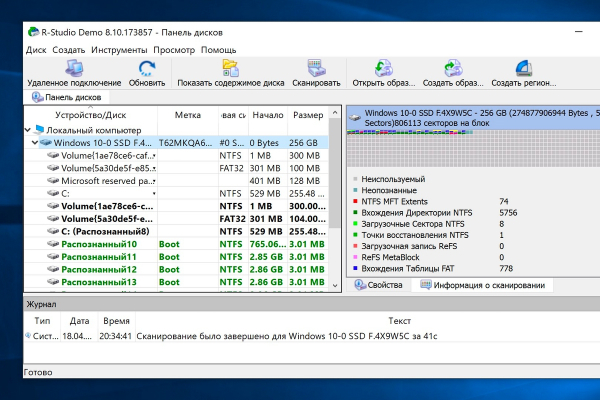 R-Studio Demo 8.10.173857 - Панель дисков
Диск Создать Инструменты Просмотр Помощь
Удаленное подключение Обновить Показать содержимое диска Сканировать Открыть образ... Создать образ... Создать регион...
Панель дисков
Устройство/Диск Метка ›вая си Начало Размер
Локальный компьютер
Windows 10-0 SSD F.4... T62MKQA6... #0 S... 0 Bytes 256 GB
Volume(1ae78ce6-caf... NTFS 1 MB 300 MB
Volume(5a30de5f-e85... FAT32 301 MB 100 MB
Microsoft reserved pa... 401 MB 128 MB
C: NTFS 529 MB 255.48 ...
Volume(1ae78ce6-c... NTFS 1 MB 300.00...
Volume(5a30de5f-e... FAT32 301 MB 104.00...
C: (Распознанный8) NTFS 529 MB 255.48...
Распознанный10 Boot NTFS 765.06... 3.01 MB
Распознанный11 Boot NTFS 2.85 GB 3.01 MB
Распознанный12 Boot NTFS 2.86 GB 3.01 MB
Распознанный13 Boot NTFS 2.86 GB 3.01 MB
Windows 10-0 SSD F.4X9W5C - 256 GB (274877906944 Bytes , 5
Sectors)806113 секторов на блок
Неиспользуемый
Неопознанные
NTFS MFT Extents 74
Вхождения Директории NTFS 5756
Загрузочные Сектора NTFS 8
Точки восстановления NTFS 1
Загрузочная запись ReFS 0
ReFS MetaBlock 0
Вхождения Таблицы FAT 778
Свойства Информация о сканировании
Журнал
Тип Дата Время Текст
Сист... 18.04.... 20:34:41 Сканирование было завершено для Windows 10-0 SSD F.4X9W5C за 41с
Готово